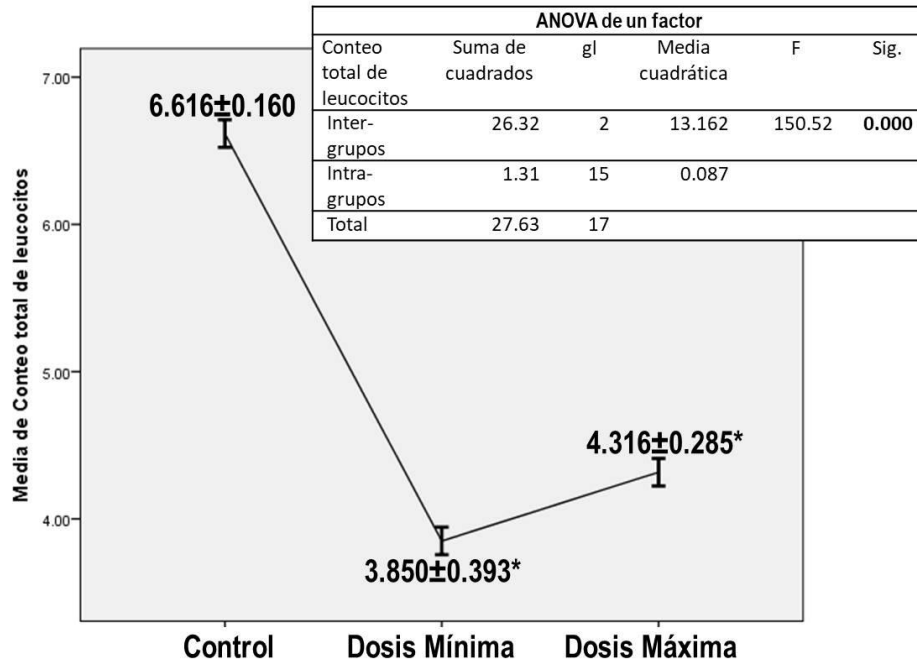 ANOVA de un factor
Conteo total de leucocitos Suma de cuadrados gl Media cuadrática F Sig.
Inter-grupos 26.32 2 13.162 150.52 0.000
Intra-grupos 1.31 15 0.087
Total 27.63 17
Media de Conteo total de leucocitos
7.00
6.00
5.00
4.00
6.616±0.160
3.850±0.393*
4.316±0.285*
Control Dosis Mínima Dosis Máxima